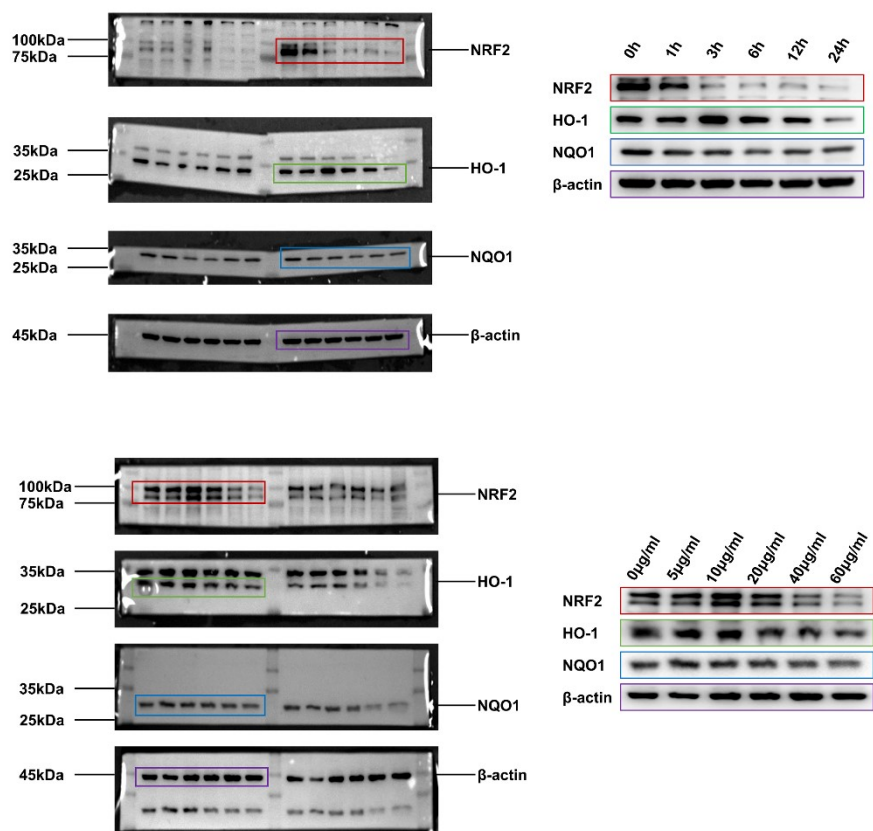 100kDa
75kDa
NRF2
35kDa
25kDa
HO-1
35kDa
25kDa
NQO1
45kDa
β-actin
0h 1h 3h 6h 12h 24h
NRF2
HO-1
NQO1
β-actin
100kDa
75kDa
NRF2
35kDa
25kDa
HO-1
35kDa
25kDa
NQO1
45kDa
β-actin
0μg/ml 5μg/ml 10μg/ml 20μg/ml 40μg/ml 60μg/ml
NRF2
HO-1
NQO1
β-actin